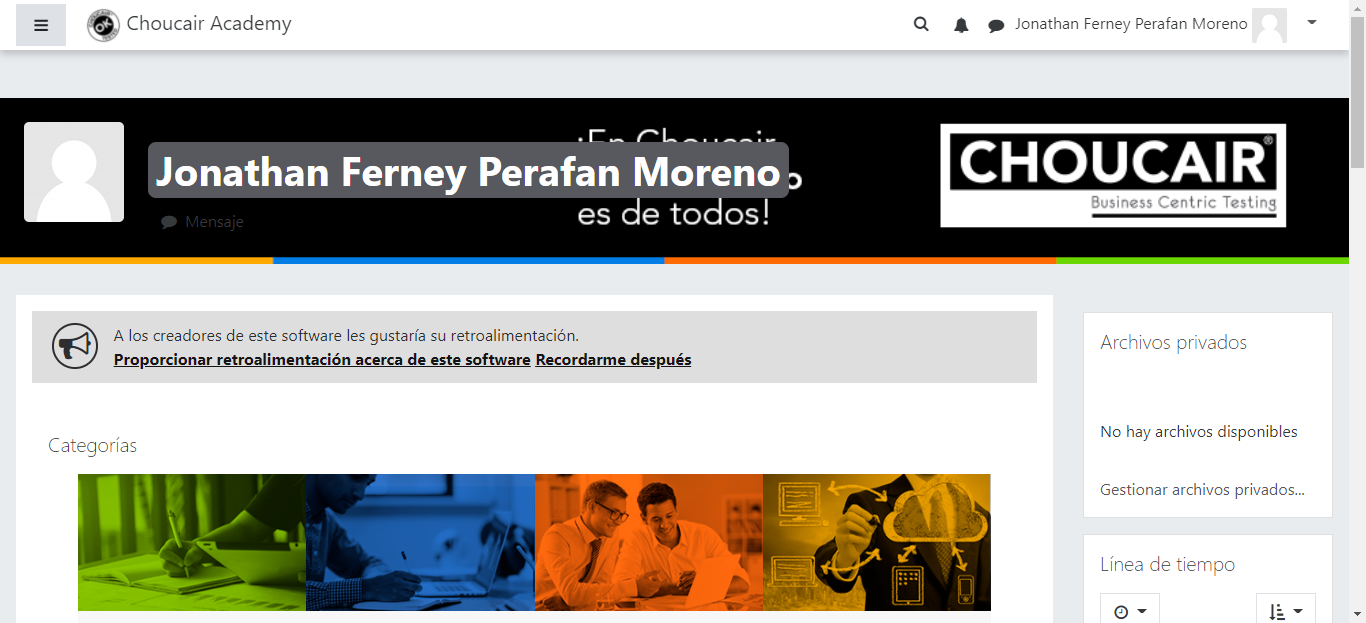 Choucair Academy
Jonathan Ferney Perafan Moreno
¡En Choucair
Jonathan Ferney Perafan Moreno
es de todos!
Mensaje
CHOUCAIR®
Business Centric Testing
A los creadores de este software les gustaría su retroalimentación.
Proporcionar retroalimentación acerca de este software Recordarme después
Categorías
Archivos privados
No hay archivos disponibles
Gestionar archivos privados...
Línea de tiempo